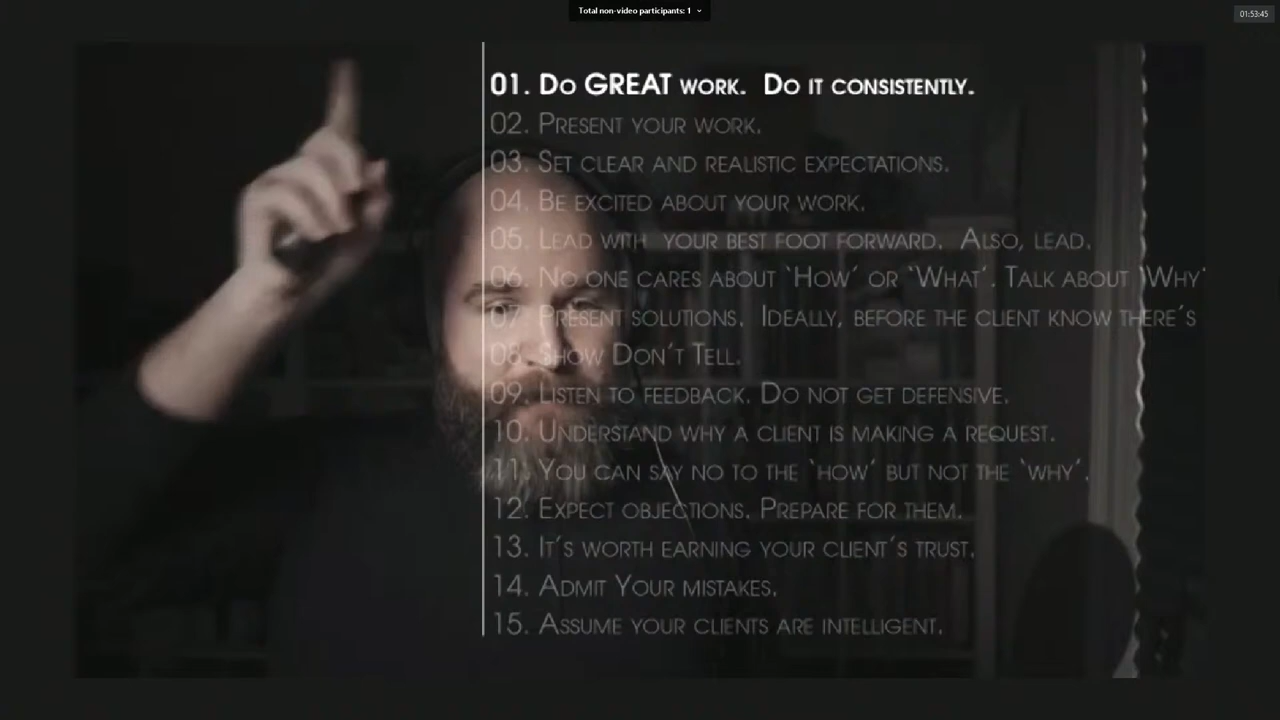 Total non-video participants: 1
01:53:45
01. Do GREAT work. Do it consistently.
02. Present your work.
03. Set clear and realistic expectations.
04. Be excited about your work.
05. Lead with your best foot forward. Also, lead.
06. No one cares about `How´ or `What´. Talk about `Why´
07. Present solutions. Ideally, before the client know there´s
08. Show Don´t Tell.
09. Listen to feedback. Do not get defensive.
10. Understand why a client is making a request.
11. You can say no to the `how´ but not the `why´.
12. Expect objections. Prepare for them.
13. It´s worth earning your client´s trust.
14. Admit Your mistakes.
15. Assume your clients are intelligent.